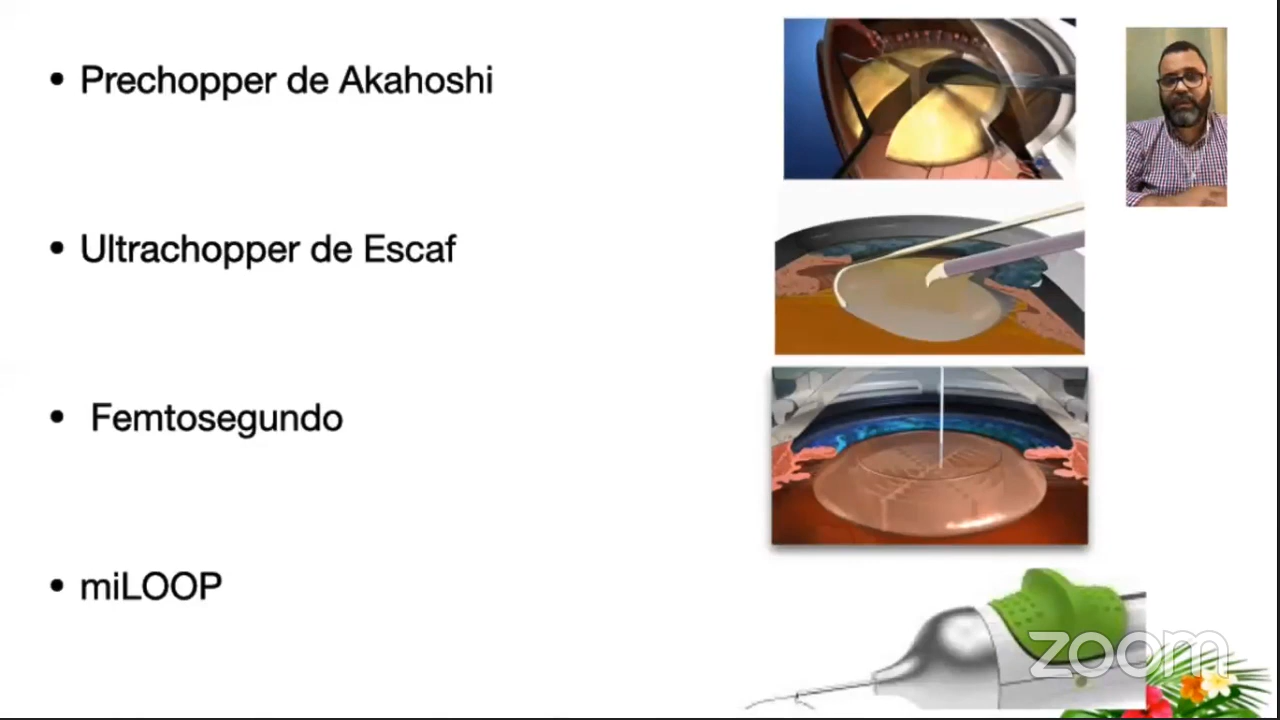 • Prechopper de Akahoshi
• Ultrachopper de Escaf
• Femtosegundo
• miLOOP
zoom